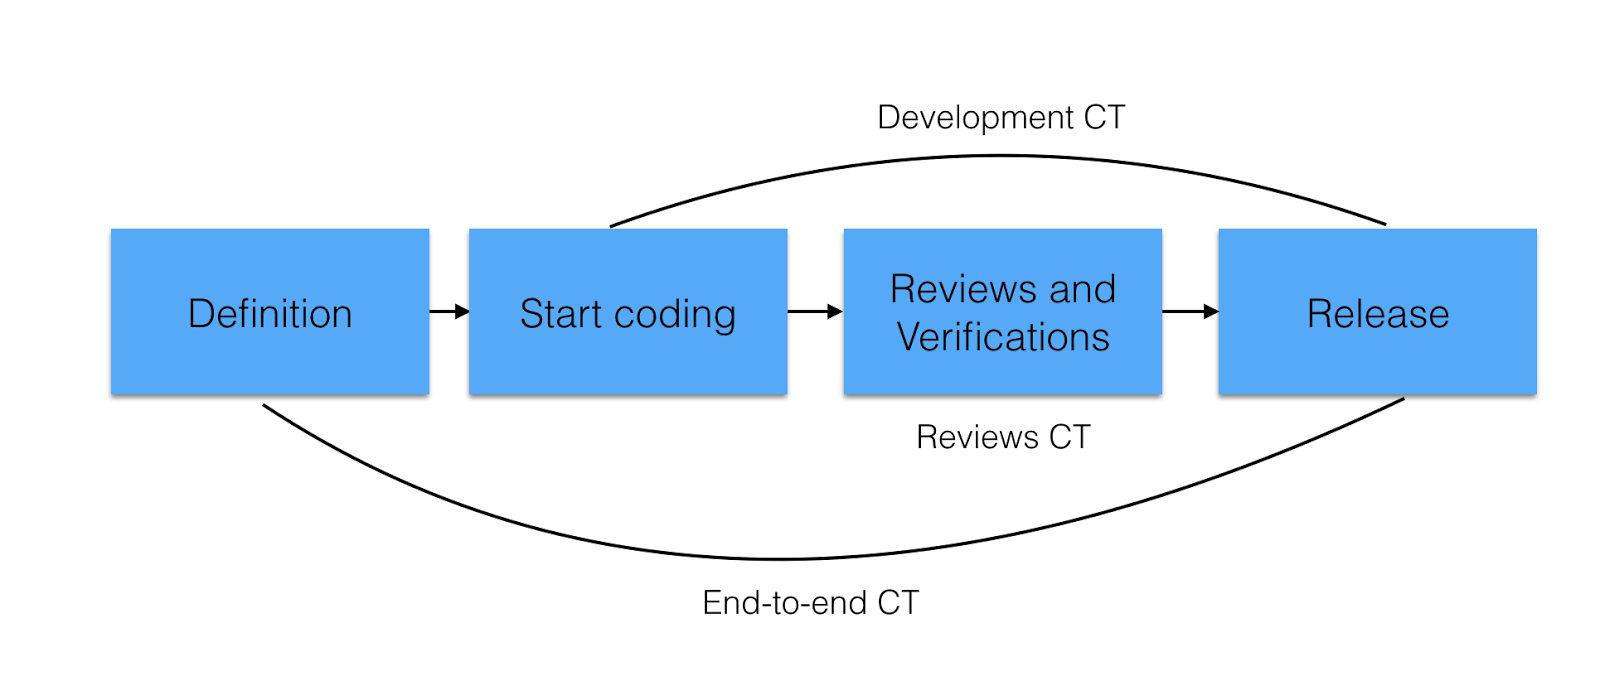 Development CT
Definition
Start coding
Reviews and
Verifications
Release
Reviews CT
End-to-end CT